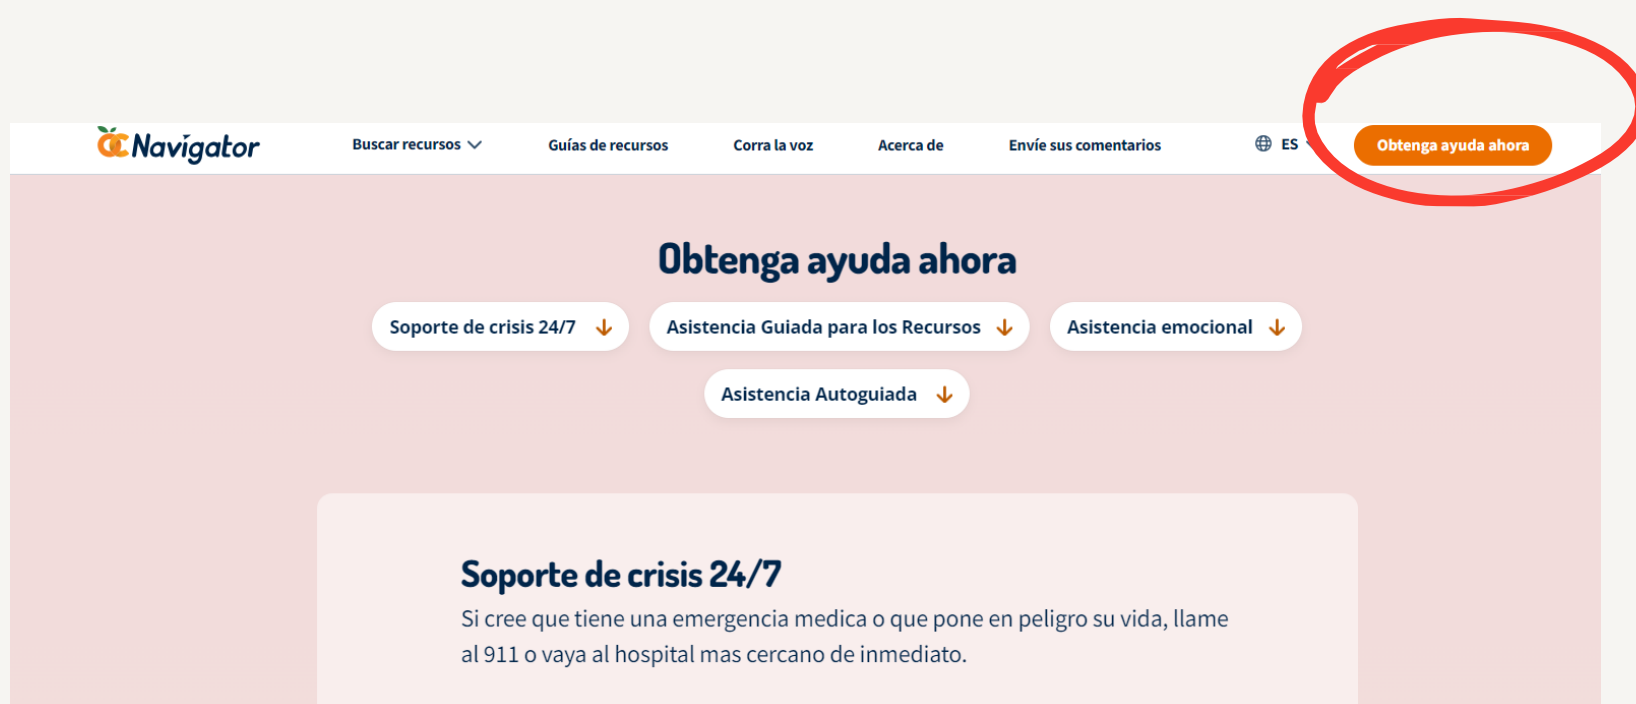 OC Navigator
Buscar recursos
Guías de recursos
Corra la voz
Acerca de
Envíe sus comentarios
ES
Obtenga ayuda ahora
Obtenga ayuda ahora
Soporte de crisis 24/7
Asistencia Guiada para los Recursos
Asistencia emocional
Asistencia Autoguiada
Soporte de crisis 24/7
Si cree que tiene una emergencia medica o que pone en peligro su vida, llame
al 911 o vaya al hospital mas cercano de inmediato.